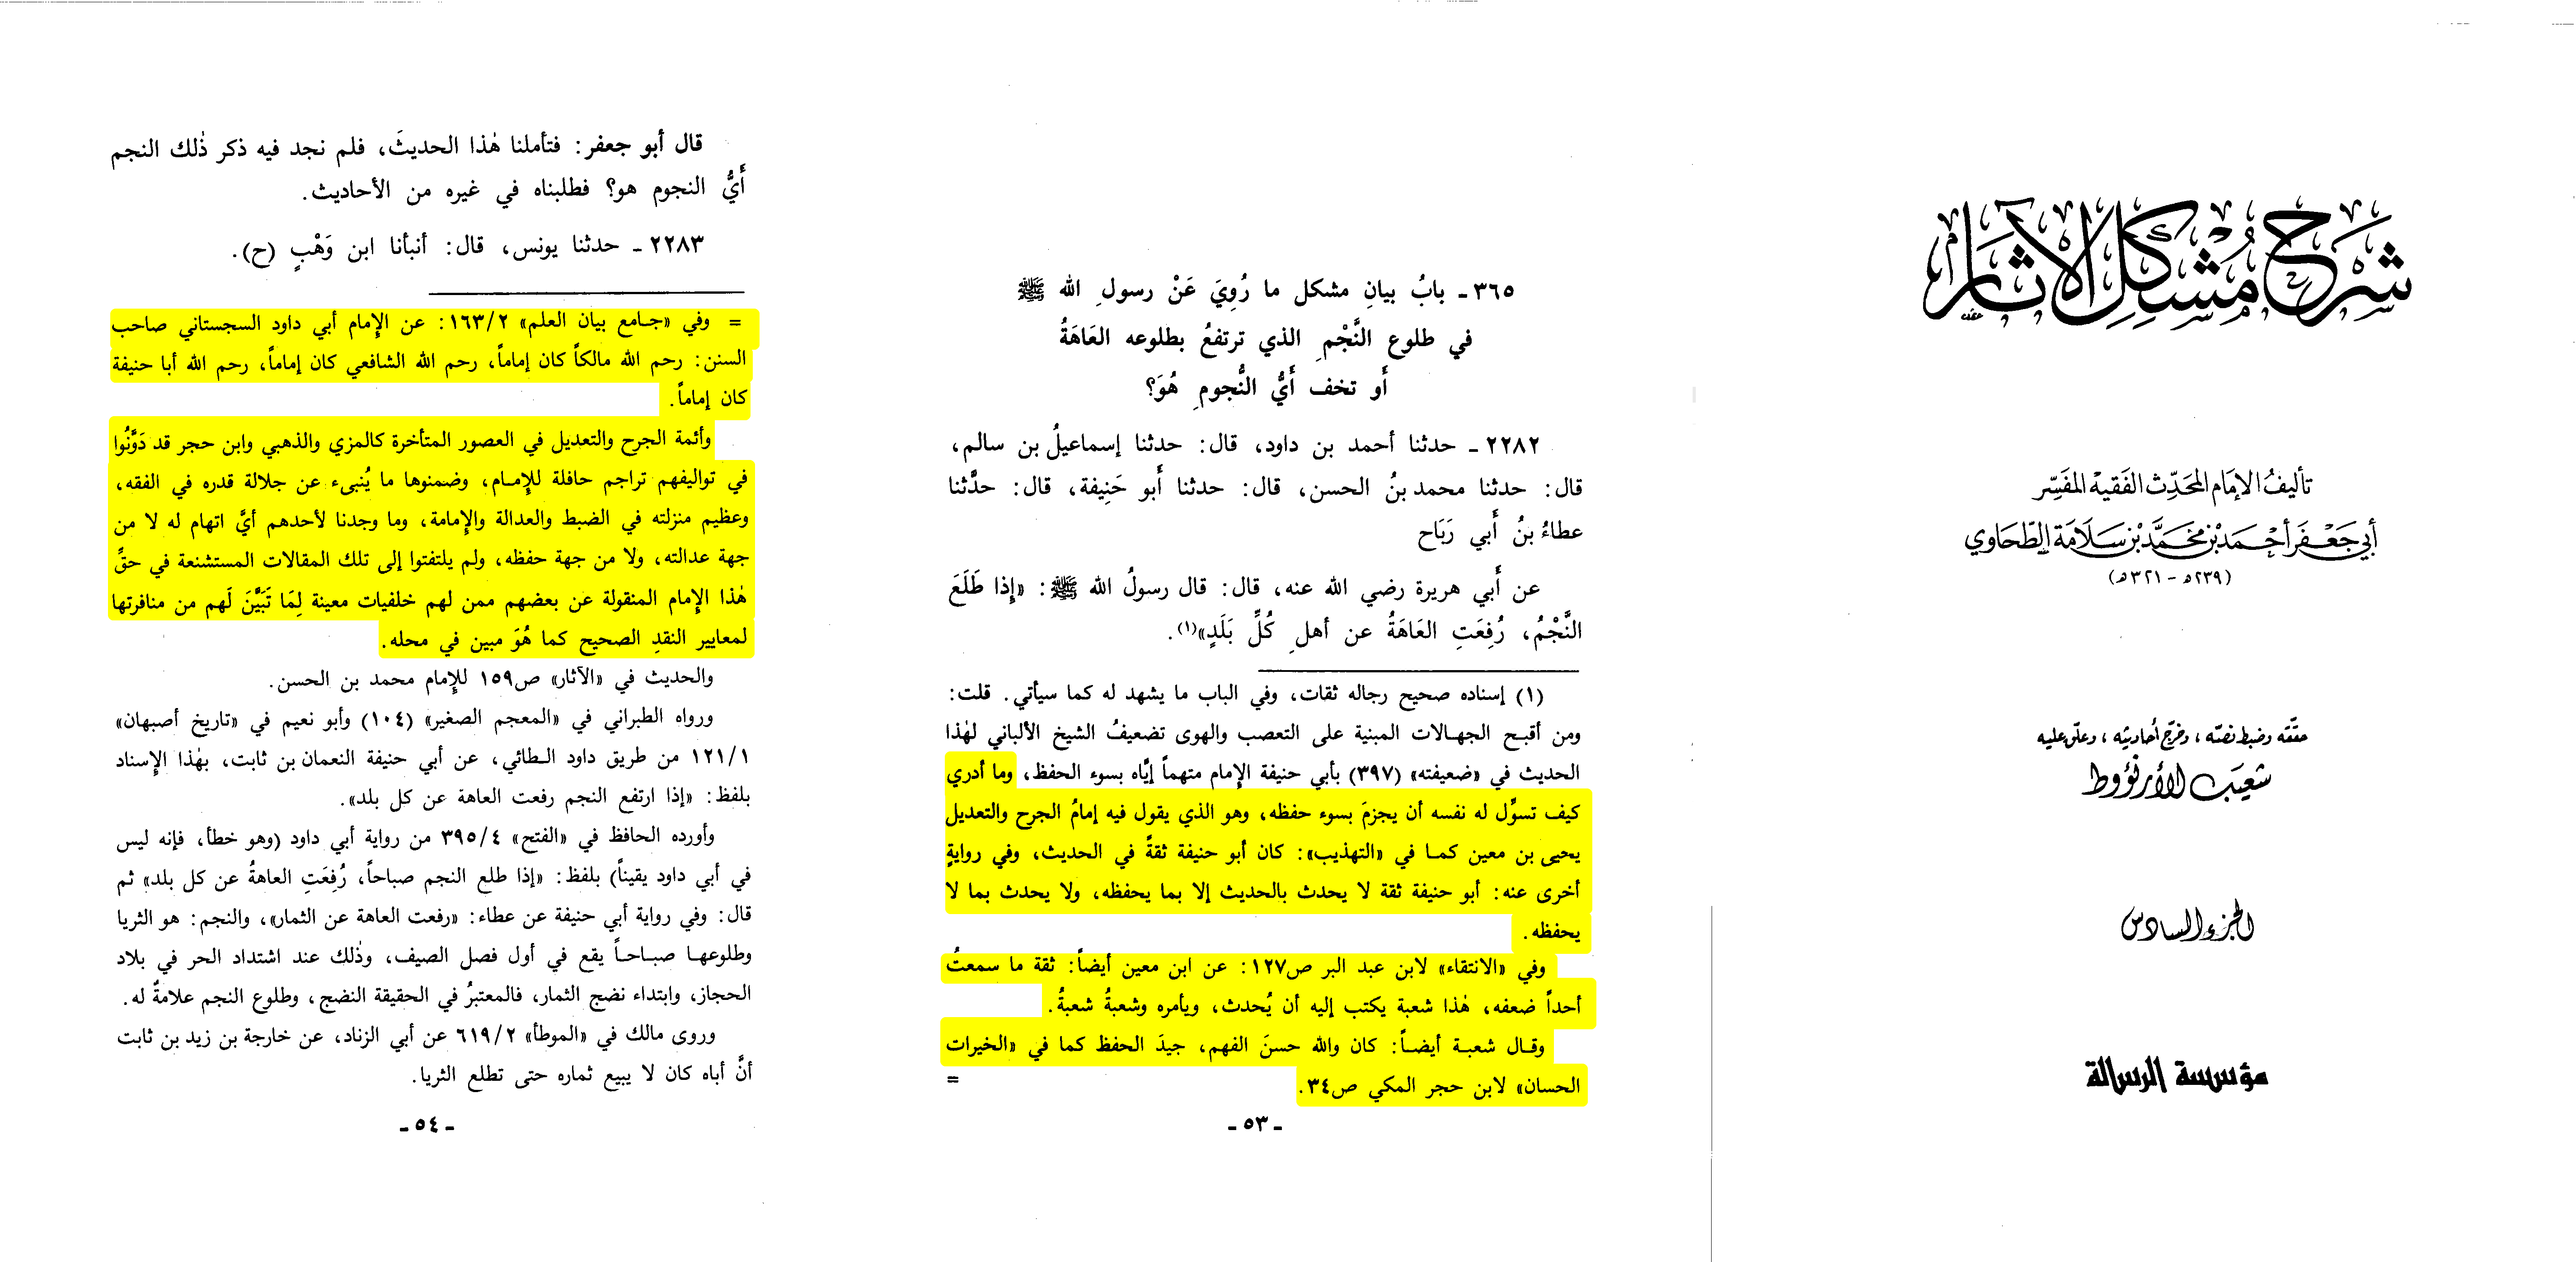 شرح مشكل الآثار
تأليف الإمام المحدّث الفقيه المفسّر
أبي جعفر أحمد بن محمد بن سلامة الطحاوي
(٢٣٩هـ - ٣٢١هـ)
حقّقه وضبط نصّه، وخرّج أحاديثه، وعلّق عليه
شعيب الأرنؤوط
الجزء السادس
مؤسسة الرسالة
٣٦٥ـ بابُ بيانِ مشكل ما رُوِيَ عَنْ رسولِ الله ﷺ
في طلوع النَّجْمِ الذي ترتفعُ بطلوعه العَاهَةُ
أَو تخف أَيُّ النُّجومِ هُوَ؟
٢٢٨٢ ـ حدثنا أحمد بن داود، قال: حدثنا إسماعيلُ بن سالم،
قال: حدثنا محمد بنُ الحسن، قال: حدثنا أَبو حَنِيفة، قال: حدَّثنا
عطاءُ بنُ أَبي رَبَاح
عن أَبي هريرة رضي الله عنه، قال: قال رسولُ الله ﷺ: «إِذا طَلَعَ
النَّجْمُ، رُفِعَتِ العَاهَةُ عن أهلِ كُلِّ بَلَدٍ»(١).
(١) إسناده صحيح رجاله ثقات، وفي الباب ما يشهد له كما سيأتي. قلت:
ومن أقبح الجهالات المبنية على التعصب والهوى تضعيفُ الشيخ الألباني لهٰذا
الحديث في «ضعيفته» (٣٩٧) بأبي حنيفة الإِمام متهماً إيَّاه بسوء الحفظ، وما أدري
كيف تسوِّل له نفسه أن يجزمَ بسوء حفظه، وهو الذي يقول فيه إمامُ الجرح والتعديل
يحيى بن معين كما في «التهذيب»: كان أبو حنيفة ثقةً في الحديث، وفي روايةٍ
أخرى عنه: أبو حنيفة ثقة لا يحدث بالحديث إلا بما يحفظه، ولا يحدث بما لا
يحفظه.
وفي «الانتقاء» لابن عبد البر ص١٢٧: عن ابن معين أيضاً: ثقة ما سمعتُ
أحداً ضعفه، هٰذا شعبة يكتب إليه أن يُحدث، ويأمره وشعبةُ شعبةُ.
وقال شعبة أيضاً: كان والله حسنَ الفهم، جيدَ الحفظ كما في «الخيرات
الحسان» لابن حجر المكي ص٣٤. =
ـ ٥٣ ـ
قال أبو جعفر: فتأملنا هٰذا الحديثَ، فلم نجد فيه ذكر ذٰلك النجم
أَيُّ النجوم هو؟ فطلبناه في غيره من الأحاديث.
٢٢٨٣ ـ حدثنا يونس، قال: أنبأنا ابن وَهْبٍ (ح).
= وفي «جامع بيان العلم» ١٦٣/٢: عن الإِمام أبي داود السجستاني صاحب
السنن: رحم الله مالكاً كان إماماً، رحم الله الشافعي كان إماماً، رحم الله أبا حنيفة
كان إماماً.
وأئمة الجرح والتعديل في العصور المتأخرة كالمزي والذهبي وابن حجر قد دَوَّنُوا
في تواليفهم تراجم حافلة للإِمام، وضمنوها ما يُنبىء عن جلالة قدره في الفقه،
وعظيم منزلته في الضبط والعدالة والإِمامة، وما وجدنا لأحدهم أيَّ اتهام له لا من
جهة عدالته، ولا من جهة حفظه، ولم يلتفتوا إلى تلك المقالات المستشنعة في حقِّ
هٰذا الإِمام المنقولة عن بعضهم ممن لهم خلفيات معينة لِمَا تَبَيَّنَ لَهم من منافرتها
لمعايير النقدِ الصحيح كما هُوَ مبين في محله.
والحديث في «الآثار» ص١٥٩ للإِمام محمد بن الحسن.
ورواه الطبراني في «المعجم الصغير» (١٠٤) وأبو نعيم في «تاريخ أصبهان»
١٢١/١ من طريق داود الطائي، عن أبي حنيفة النعمان بن ثابت، بهٰذا الإِسناد
بلفظ: «إذا ارتفع النجم رفعت العاهة عن كل بلد».
وأورده الحافظ في «الفتح» ٣٩٥/٤ من رواية أبي داود (وهو خطأ، فإنه ليس
في أبي داود يقيناً) بلفظ: «إذا طلع النجم صباحاً، رُفِعَتِ العاهةُ عن كل بلد» ثم
قال: وفي رواية أبي حنيفة عن عطاء: «رفعت العاهة عن الثمار»، والنجم: هو الثريا
وطلوعها صباحاً يقع في أول فصل الصيف، وذٰلك عند اشتداد الحر في بلاد
الحجاز، وابتداء نضج الثمار، فالمعتبرُ في الحقيقة النضج، وطلوع النجم علامةٌ له.
وروى مالك في «الموطأ» ٦١٩/٢ عن أبي الزناد، عن خارجة بن زيد بن ثابت
أنَّ أباه كان لا يبيع ثماره حتى تطلع الثريا.
ـ ٥٤ ـ